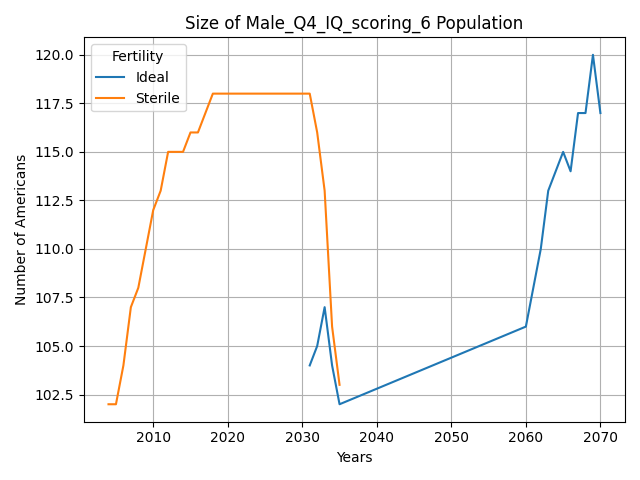 Size of Male_Q4_IQ_scoring_6 Population
Fertility
Ideal
Sterile
Number of Americans
120.0
117.5
115.0
112.5
110.0
107.5
105.0
102.5
2010 2020 2030 2040 2050 2060 2070
Years